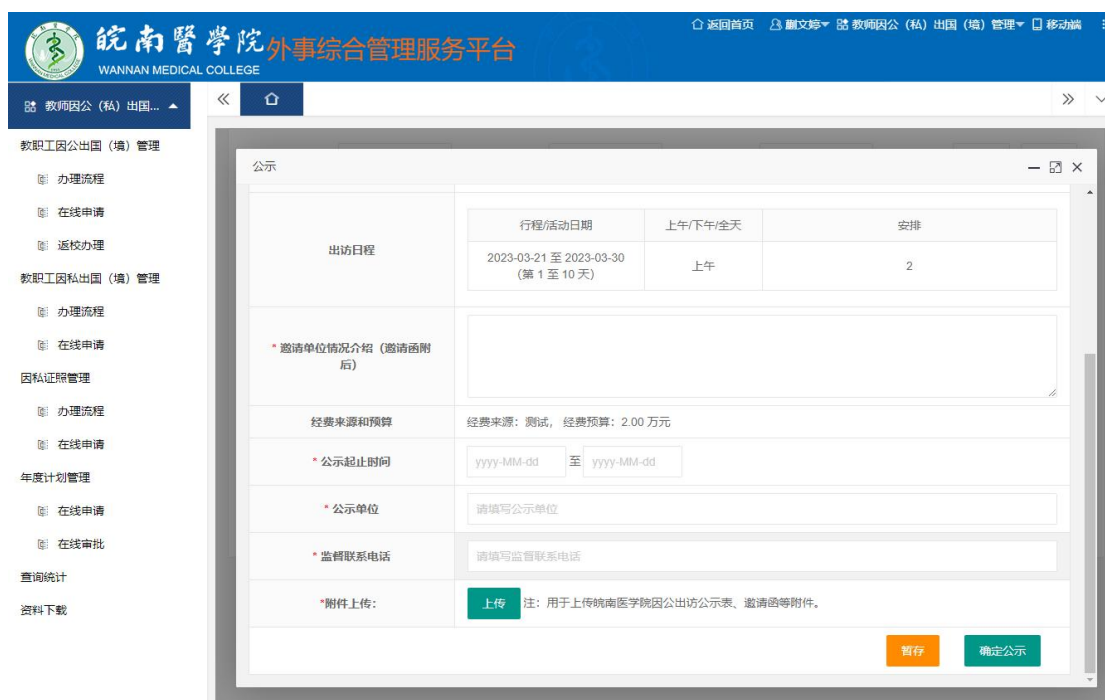 返回首页 蒯文婷 教师因公（私）出国（境）管理 移动端
皖南醫學院 外事综合管理服务平台
WANNAN MEDICAL COLLEGE
教师因公（私）出国...
教职工因公出国（境）管理
办理流程
在线申请
返校办理
教职工因私出国（境）管理
办理流程
在线申请
因私证照管理
办理流程
在线申请
年度计划管理
在线申请
在线审批
查询统计
资料下载
公示
出访日程
行程/活动日期 上午/下午/全天 安排
2023-03-21 至 2023-03-30
（第 1 至 10 天） 上午 2
* 邀请单位情况介绍（邀请函附
后）
经费来源和预算 经费来源：测试， 经费预算：2.00 万元
* 公示起止时间 yyyy-MM-dd 至 yyyy-MM-dd
* 公示单位 请填写公示单位
* 监督联系电话 请填写监督联系电话
*附件上传： 上传 注：用于上传皖南医学院因公出访公示表、邀请函等附件。
暂存 确定公示